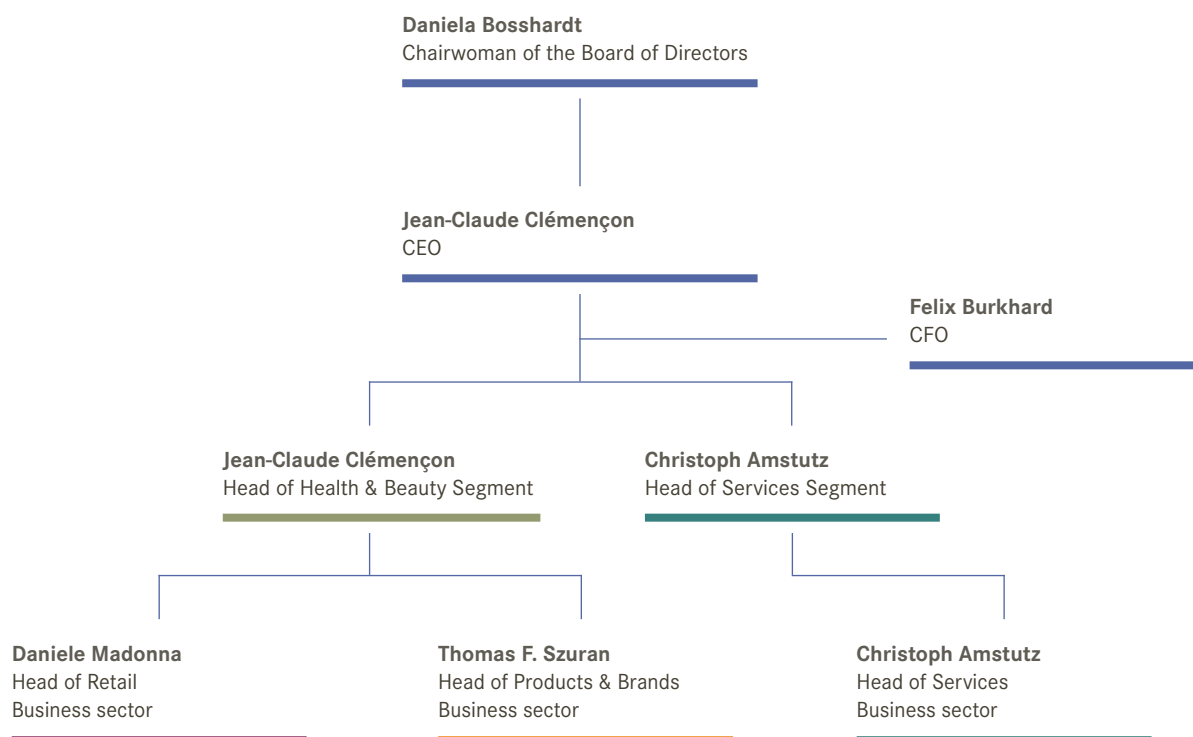 Daniela Bosshardt
Chairwoman of the Board of Directors
Jean-Claude Clémençon
CEO
Felix Burkhard
CFO
Jean-Claude Clémençon
Head of Health & Beauty Segment
Christoph Amstutz
Head of Services Segment
Daniele Madonna
Head of Retail
Business sector
Thomas F. Szuran
Head of Products & Brands
Business sector
Christoph Amstutz
Head of Services
Business sector